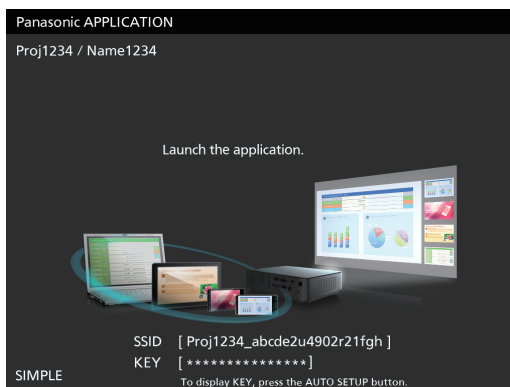 Panasonic APPLICATION
Proj1234 / Name1234
Launch the application.
SSID [ Proj1234_abcde2u4902r21fgh ]
KEY [ *************** ]
To display KEY, press the AUTO SETUP button.
SIMPLE